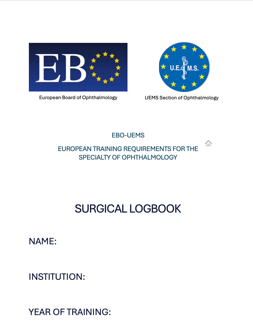 EBO
U.E.M.S.
European Board of Ophthalmology
UEMS Section of Ophthalmology
EBO-UEMS
EUROPEAN TRAINING REQUIREMENTS FOR THE
SPECIALTY OF OPHTHALMOLOGY
SURGICAL LOGBOOK
NAME:
INSTITUTION:
YEAR OF TRAINING: